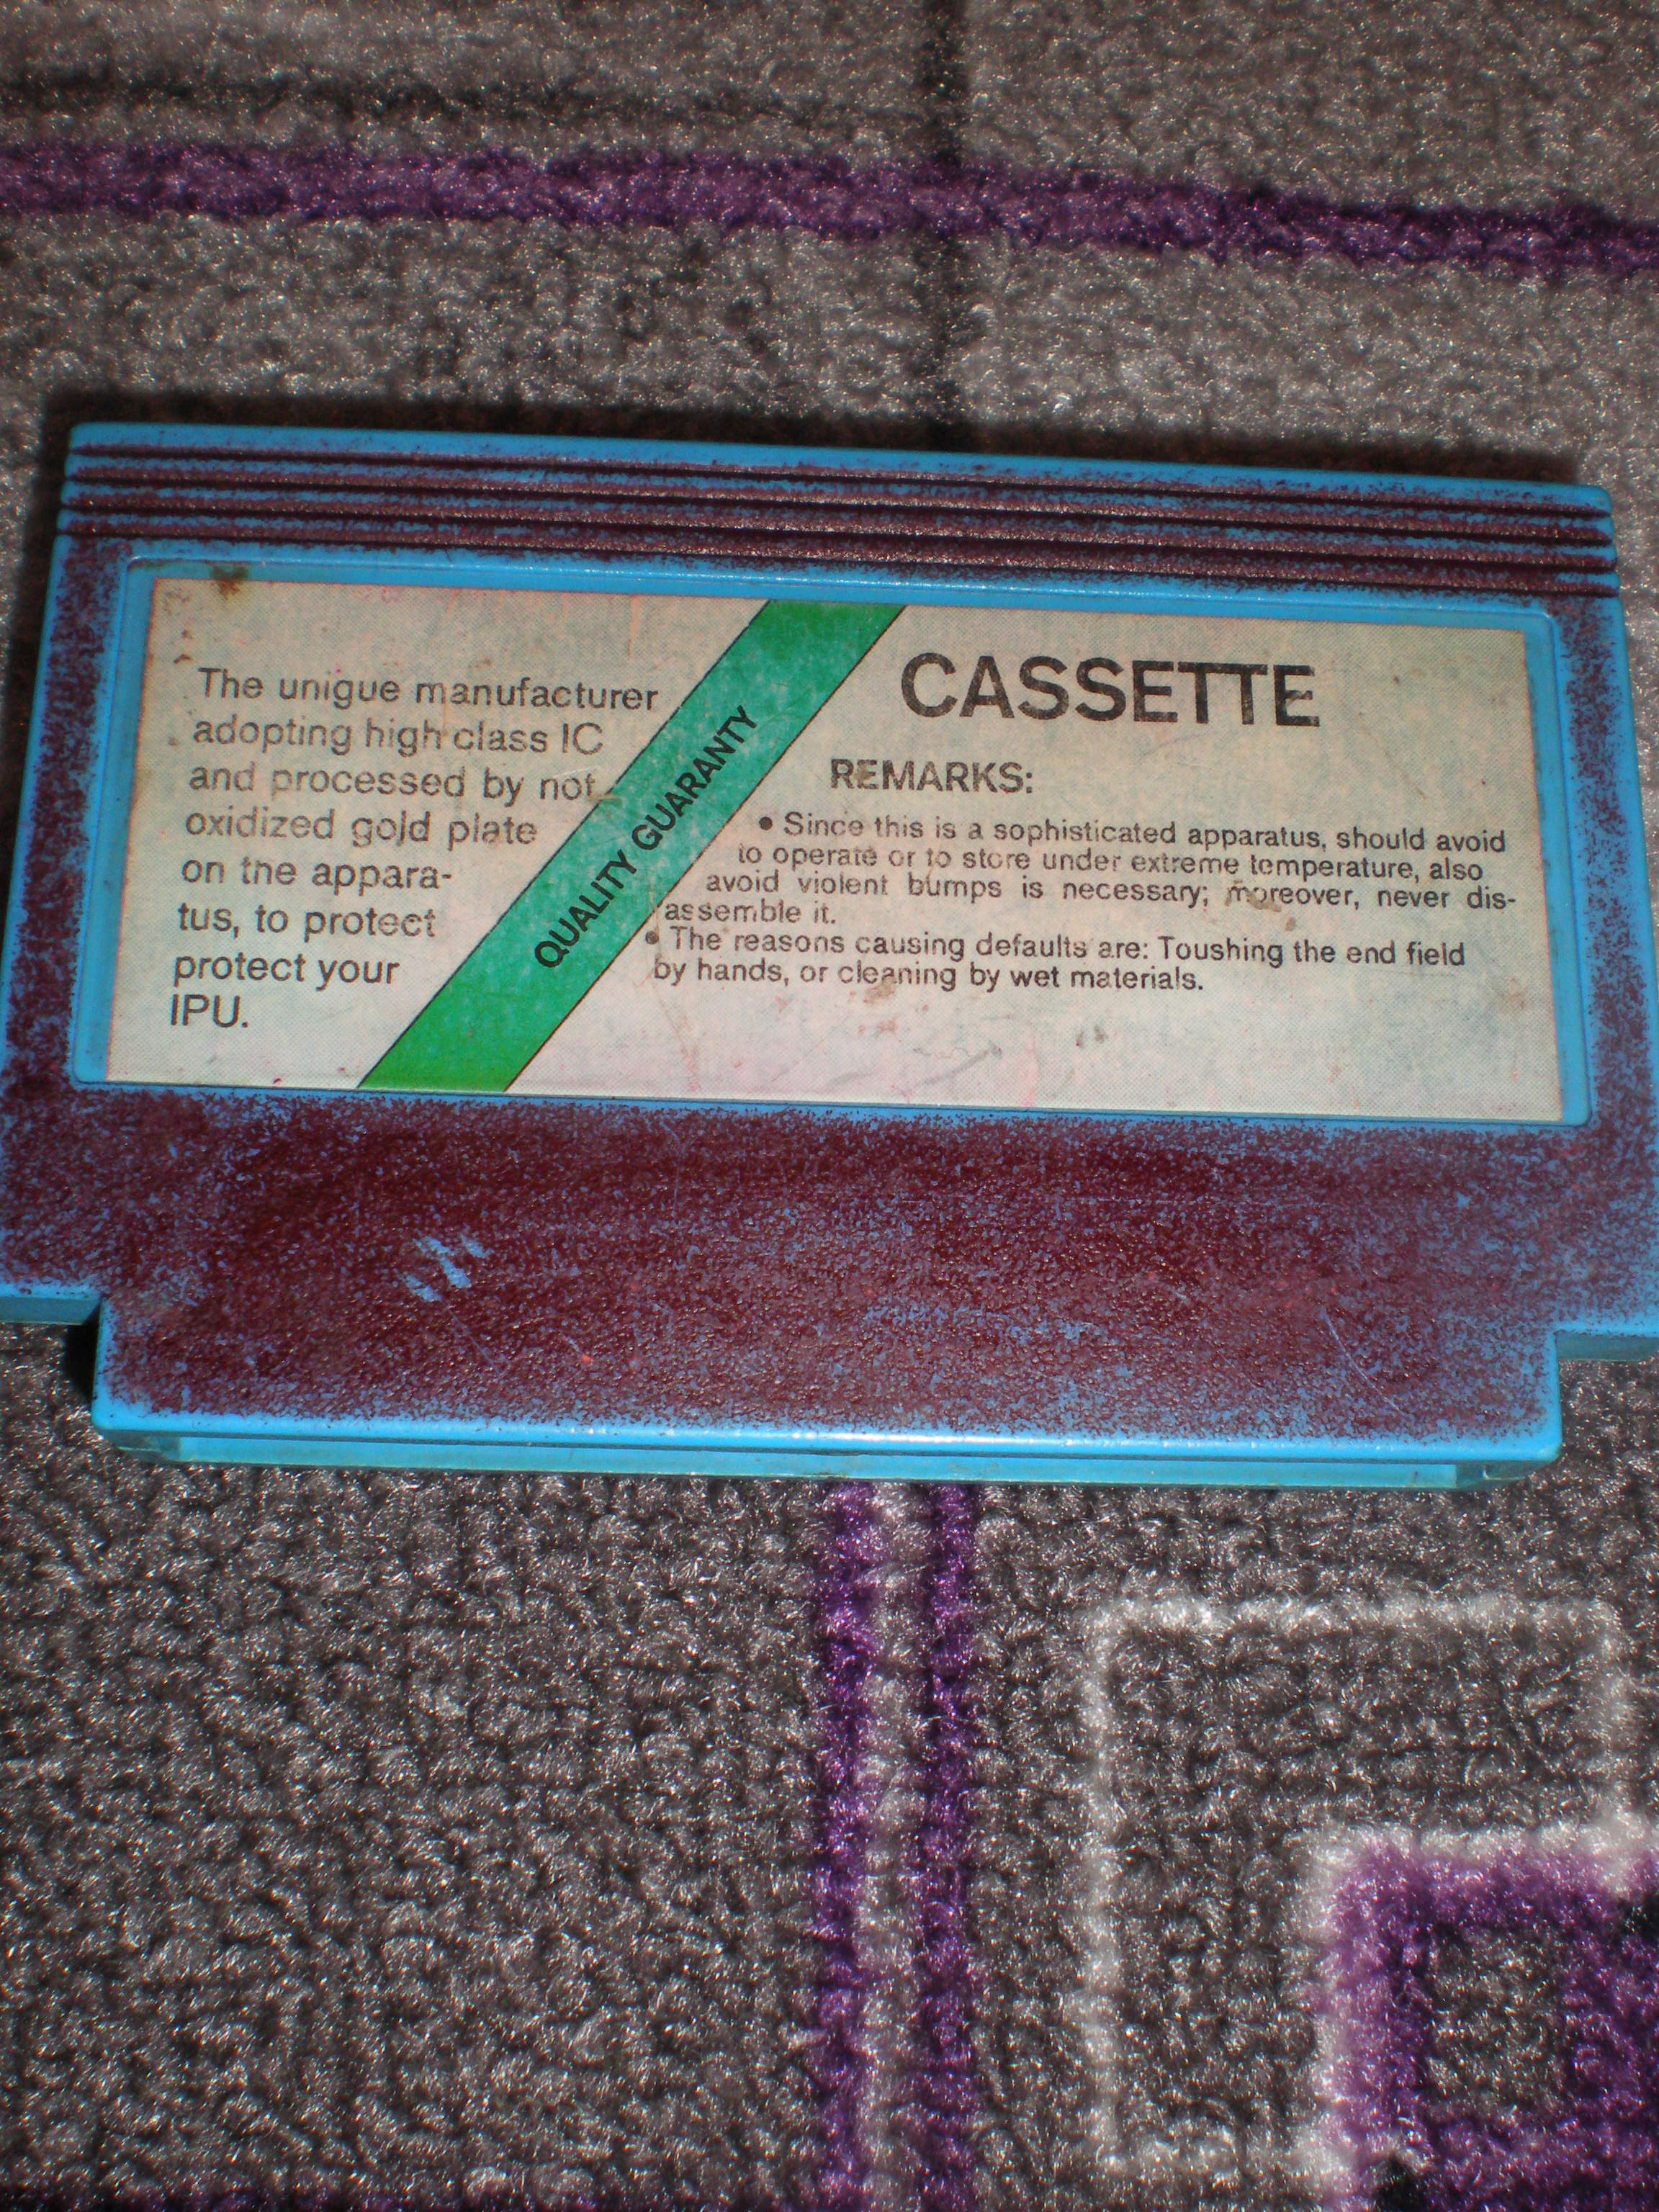 The unigue manufacturer
adopting high class IC
and processed by not
oxidized gold plate
on the appara-
tus, to protect
protect your
IPU.
QUALITY GUARANTY
CASSETTE
REMARKS:
• Since this is a sophisticated apparatus, should avoid
to operate or to store under extreme temperature, also
avoid violent bumps is necessary; moreover, never dis-
assemble it.
• The reasons causing defaults are: Toushing the end field
by hands, or cleaning by wet materials.